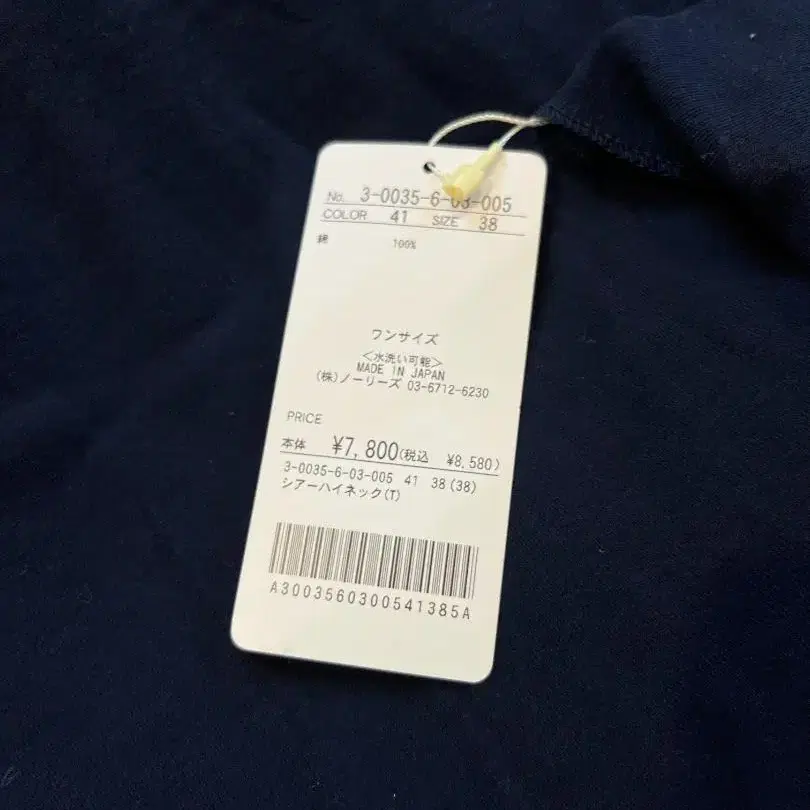 No. 3-0035-6-03-005
COLOR 41 SIZE 38
綿 100%
ワンサイズ
<水洗い可能>
MADE IN JAPAN
(株)ノーリーズ 03-6712-6230
PRICE
本体 ¥7,800(税込 ¥8,580)
3-0035-6-03-005 41 38(38)
シアーハイネック(T)
A30035600300541385A